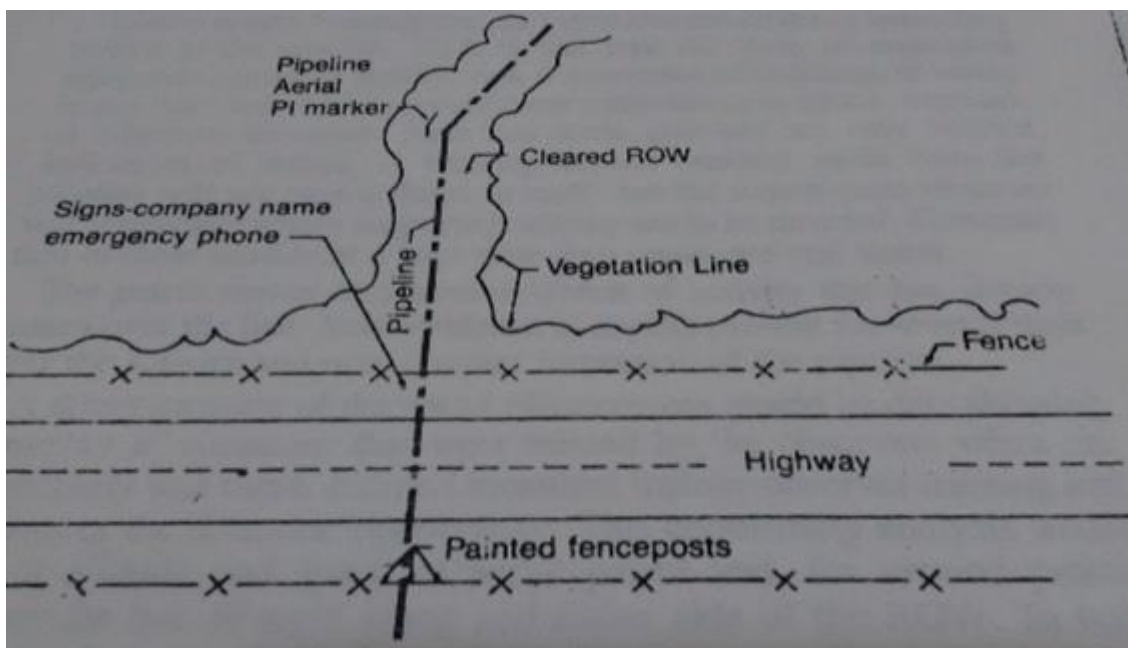 Pipeline
Aerial
PI marker
Cleared ROW
Signs-company name
emergency phone
Pipeline
Vegetation Line
Fence
Highway
Painted fenceposts